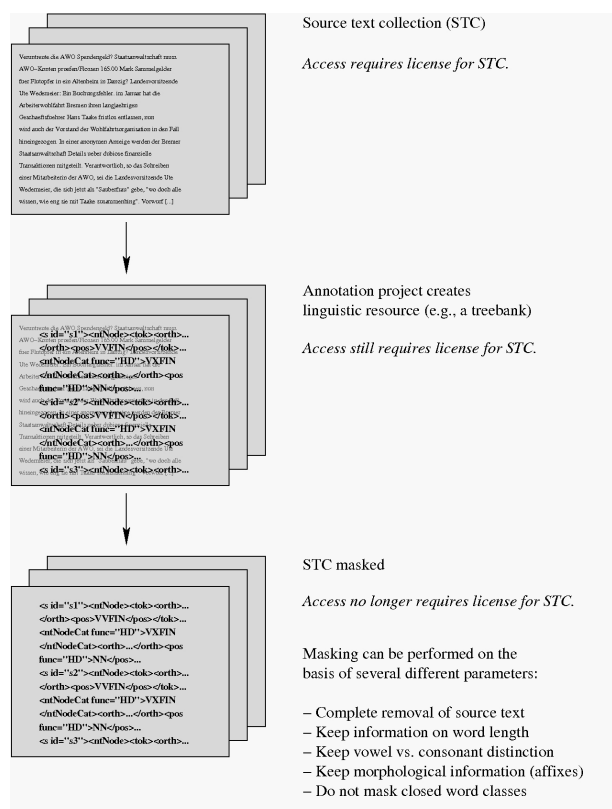 Source text collection (STC)
Access requires license for STC.
Veruntreute die AWO Spendengeld? Staatsanwaltschaft muss
AWO-Konten pruefen/Flossen 165.00 Mark Sammelgelder
fuer Flutopfer in ein Altenheim in Danzig? Landesvorsitzende
Ute Wedemeier: Ein Buchungsfehler. im Januar hat die
Arbeiterwohlfahrt Bremen ihren langjaehrigen
Geschaeftsfuehrer Hans Taake fristlos entlassen, nun
wird auch der Vorstand der Wohlfahrtsorganisation in den Fall
hineingezogen. In einer anonymen Anzeige werden der Bremer
Staatsanwaltschaft Details ueber dubiose finanzielle
Transaktionen mitgeteilt. Verantwortlich, so das Schreiben
einer Mitarbeiterin der AWO, sei die Landesvorsitzende Ute
Wedemeier, die sich jetzt als "Sauberfrau" gebe, "wo doch alle
wissen, wie eng sie mit Taake zusammenhing". Vorwurf [...]
Annotation project creates
linguistic resource (e.g., a treebank)
Access still requires license for STC.
<s id="s1"><ntNode><tok><orth>...
</orth><pos>VVFIN</pos></tok>...
<ntNodeCat func="HD">VXFIN
</ntNodeCat><orth>...</orth><pos
func="HD">NN</pos>...
<s id="s2"><ntNode><tok><orth>...
</orth><pos>VVFIN</pos></tok>...
<ntNodeCat func="HD">VXFIN
</ntNodeCat><orth>...</orth><pos
func="HD">NN</pos>...
<s id="s3"><ntNode><tok><orth>...
STC masked
Access no longer requires license for STC.
<s id="s1"><ntNode><tok><orth>...
</orth><pos>VVFIN</pos></tok>...
<ntNodeCat func="HD">VXFIN
</ntNodeCat><orth>...</orth><pos
func="HD">NN</pos>...
<s id="s2"><ntNode><tok><orth>...
</orth><pos>VVFIN</pos></tok>...
<ntNodeCat func="HD">VXFIN
</ntNodeCat><orth>...</orth><pos
func="HD">NN</pos>...
<s id="s3"><ntNode><tok><orth>...
Masking can be performed on the
basis of several different parameters:
– Complete removal of source text
– Keep information on word length
– Keep vowel vs. consonant distinction
– Keep morphological information (affixes)
– Do not mask closed word classes